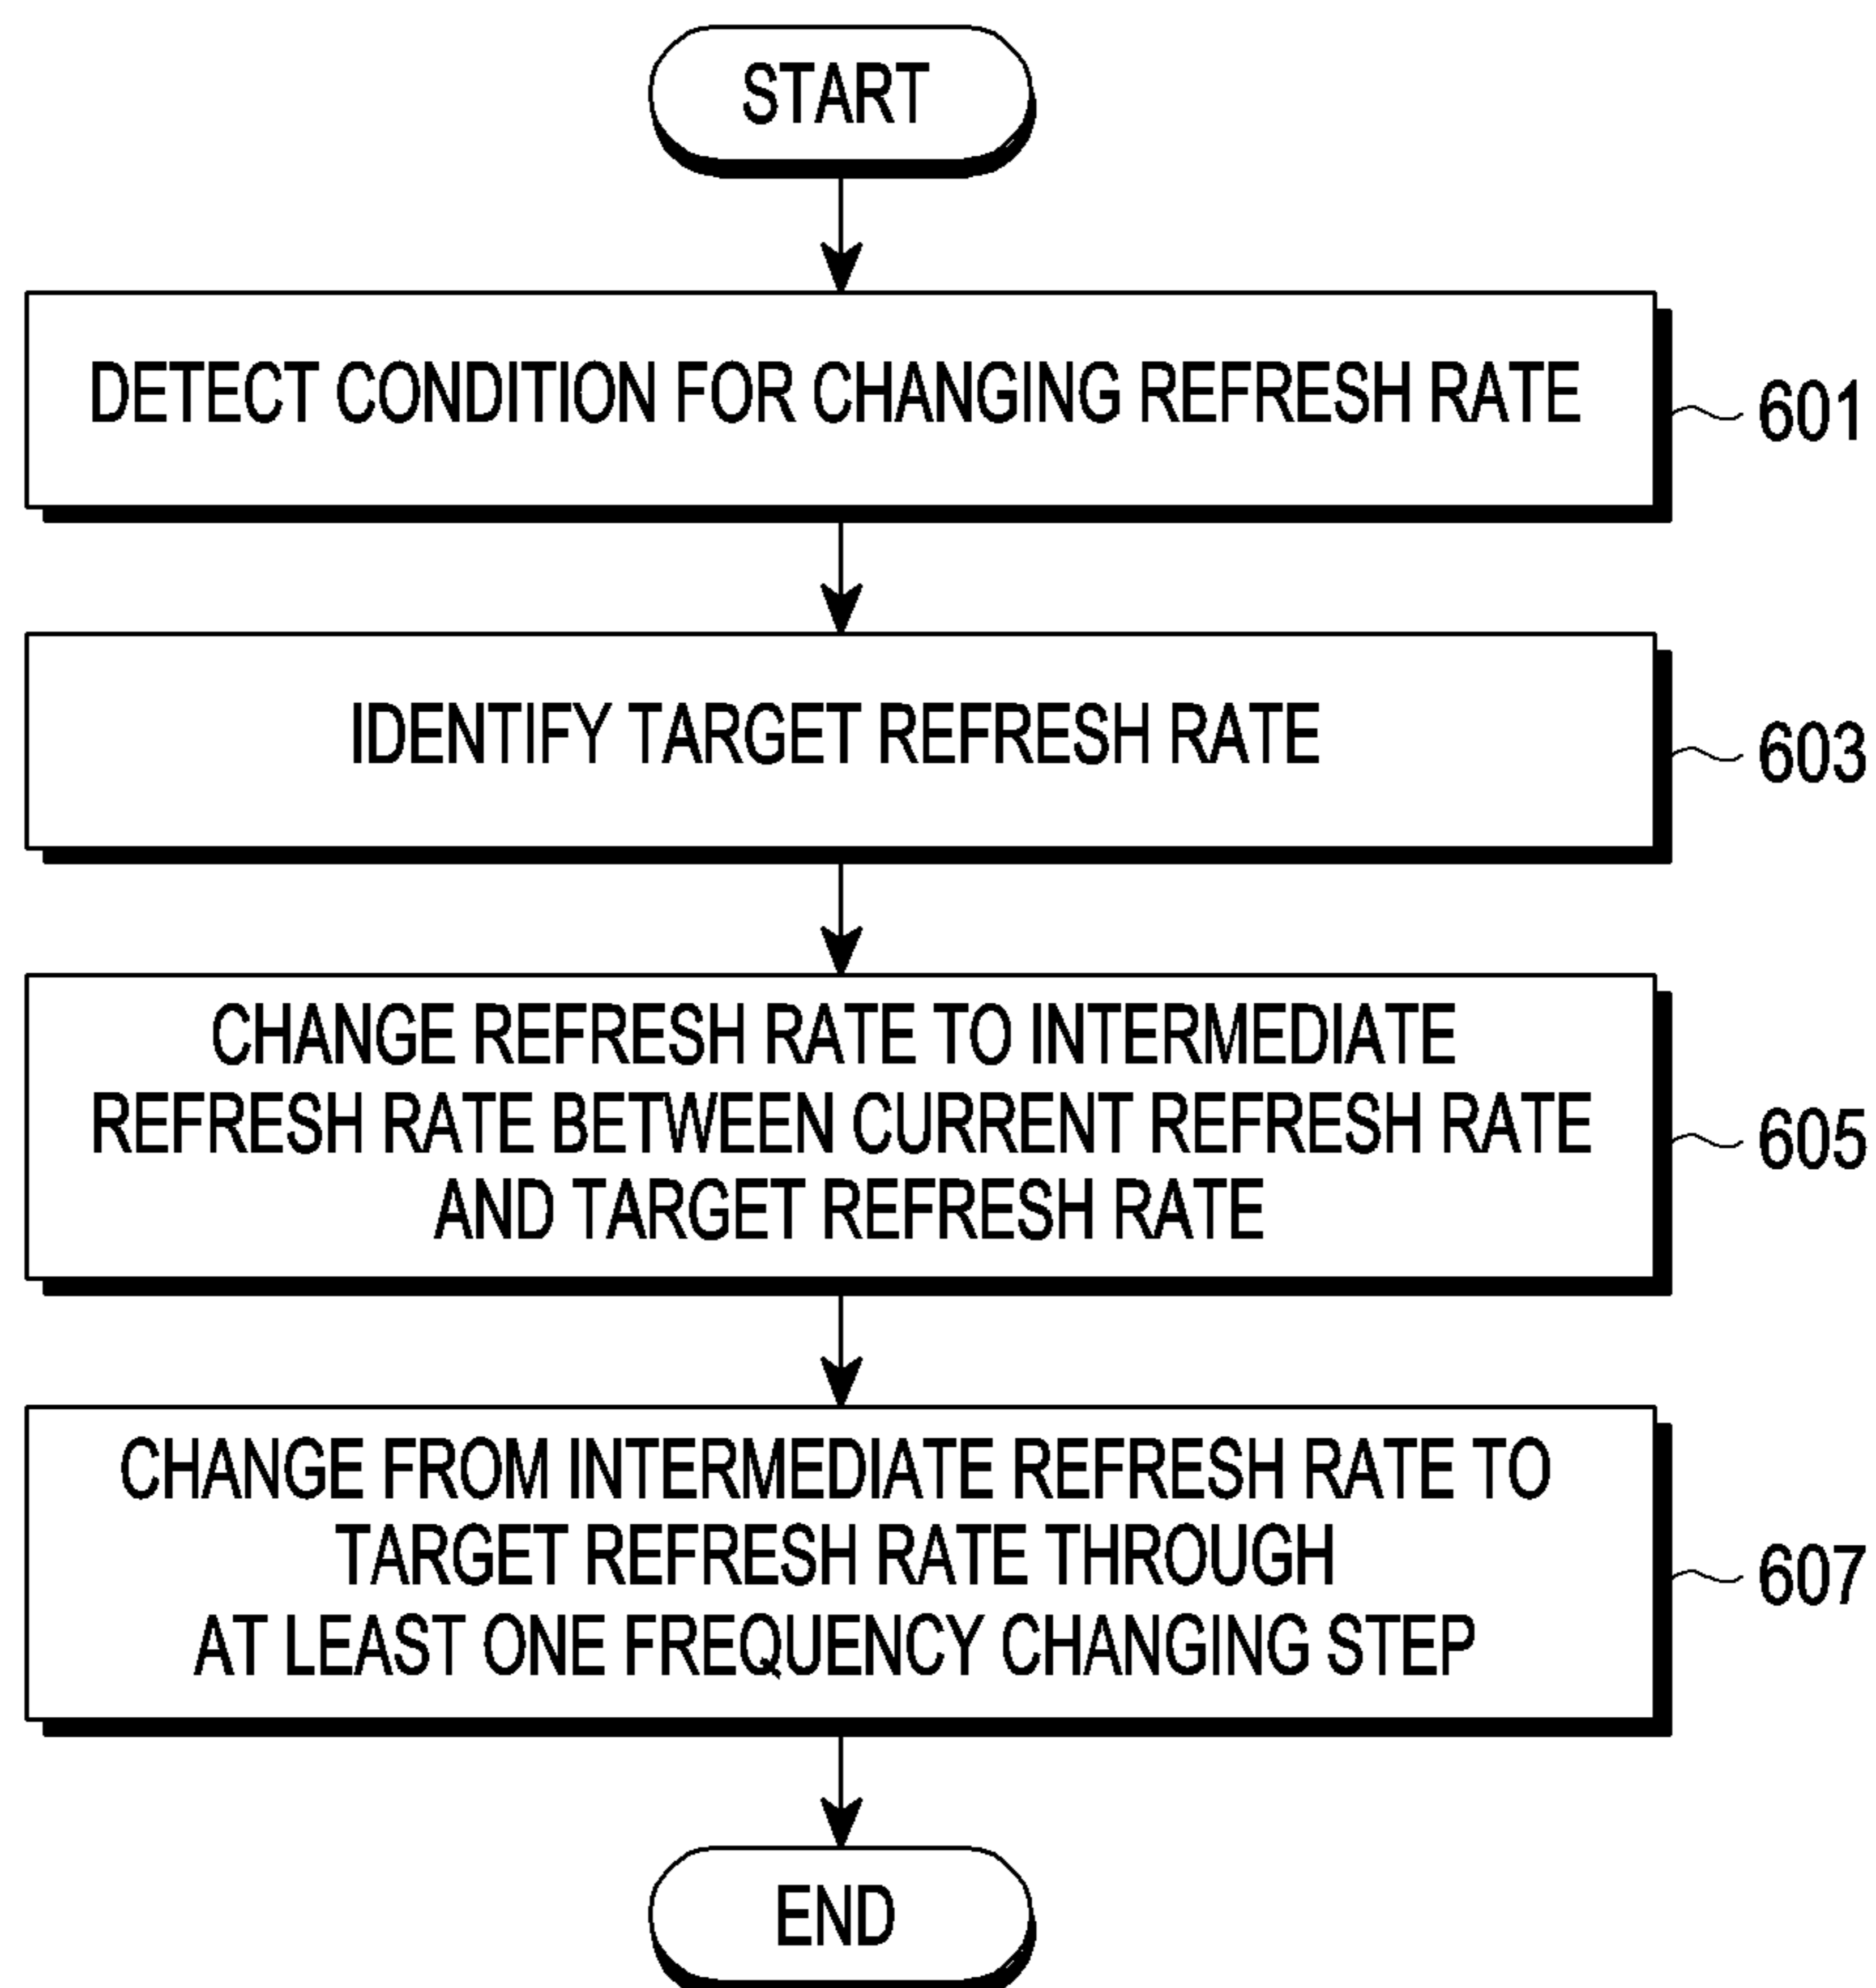 START
DETECT CONDITION FOR CHANGING REFRESH RATE
601
IDENTIFY TARGET REFRESH RATE
603
CHANGE REFRESH RATE TO INTERMEDIATE
REFRESH RATE BETWEEN CURRENT REFRESH RATE
AND TARGET REFRESH RATE
605
CHANGE FROM INTERMEDIATE REFRESH RATE TO
TARGET REFRESH RATE THROUGH
AT LEAST ONE FREQUENCY CHANGING STEP
607
END